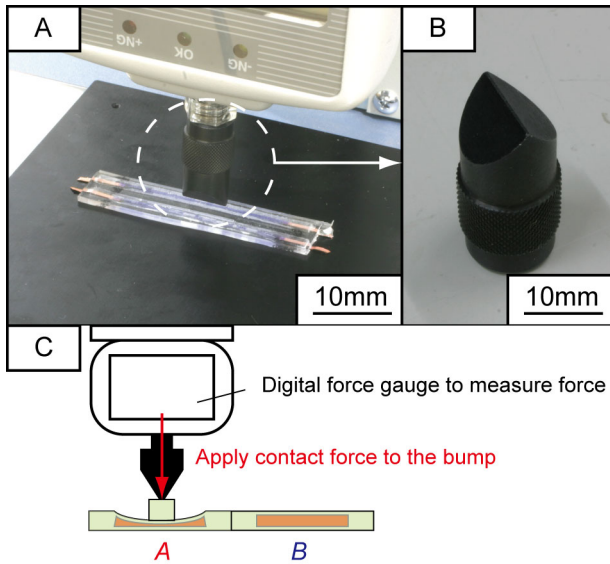 A
+NG
OK
-NG
10mm
B
10mm
C
Digital force gauge to measure force
Apply contact force to the bump
A
B